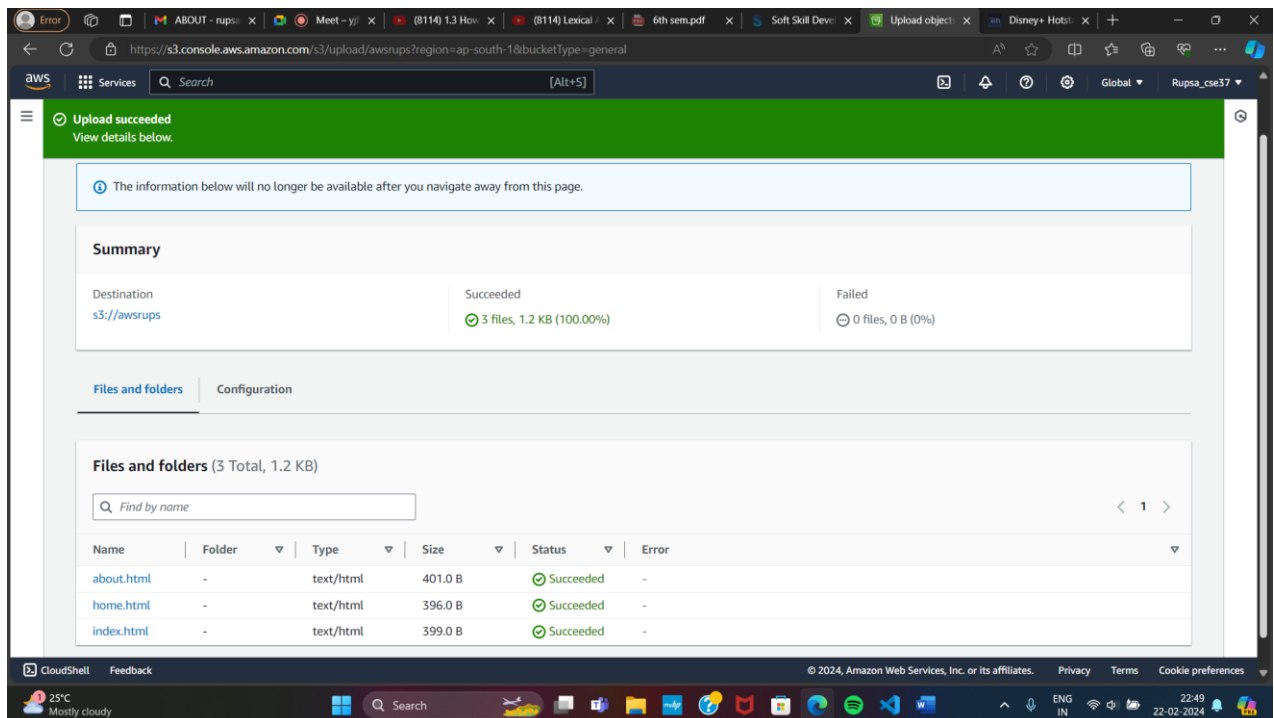 Error
ABOUT - rupsa
Meet – yjf
(8114) 1.3 How
(8114) Lexical
6th sem.pdf
Soft Skill Devel
Upload objects
Disney+ Hotst
https://s3.console.aws.amazon.com/s3/upload/awsrups?region=ap-south-1&bucketType=general
aws
Services
Search
[Alt+S]
Global
Rupsa_cse37
Upload succeeded
View details below.
The information below will no longer be available after you navigate away from this page.
Summary
Destination
s3://awsrups
Succeeded
3 files, 1.2 KB (100.00%)
Failed
0 files, 0 B (0%)
Files and folders
Configuration
Files and folders (3 Total, 1.2 KB)
Find by name
1
Name Folder Type Size Status Error
about.html - text/html 401.0 B Succeeded -
home.html - text/html 396.0 B Succeeded -
index.html - text/html 399.0 B Succeeded -
CloudShell Feedback
© 2024, Amazon Web Services, Inc. or its affiliates. Privacy Terms Cookie preferences
1
25°C
Mostly cloudy
Search
ENG
IN
22:49
22-02-2024